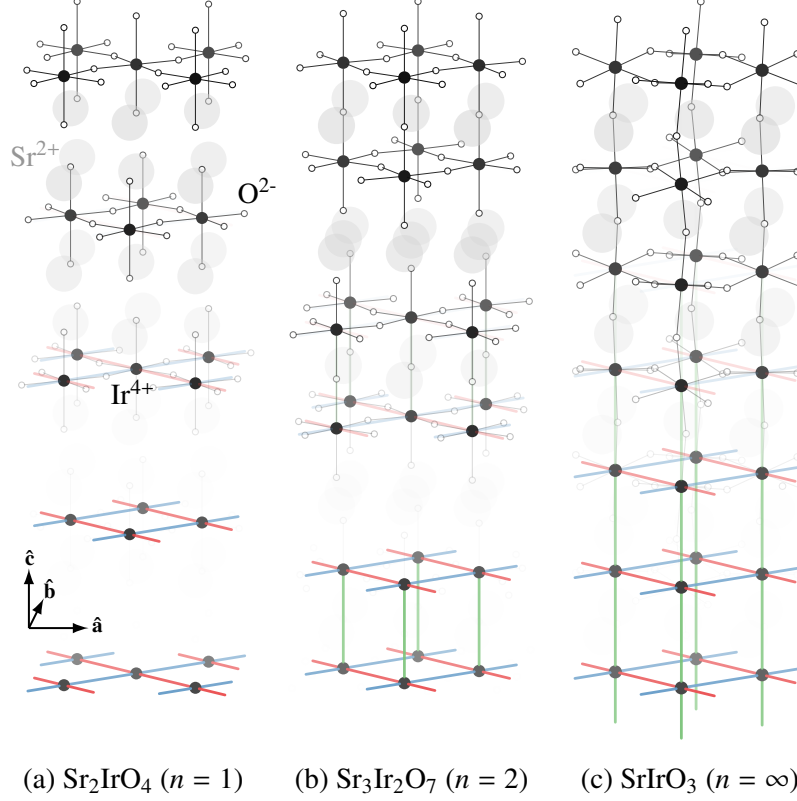 Sr²⁺
O²⁻
Ir⁴⁺
ĉ
b̂
â
(a) Sr₂IrO₄ (n = 1)
(b) Sr₃Ir₂O₇ (n = 2)
(c) SrIrO₃ (n = ∞)